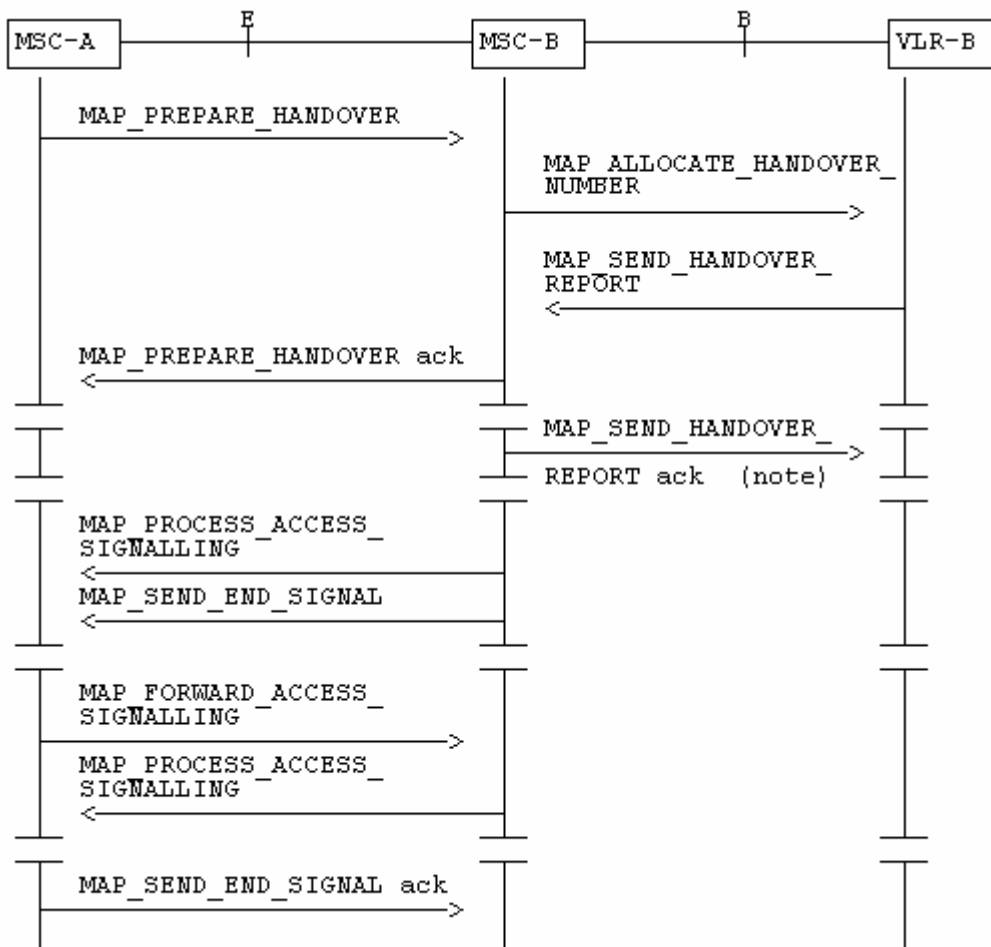 E
B
MSC-A
MSC-B
VLR-B
MAP_PREPARE_HANDOVER
MAP_ALLOCATE_HANDOVER_
NUMBER
MAP_SEND_HANDOVER_
REPORT
MAP_PREPARE_HANDOVER ack
MAP_SEND_HANDOVER_
REPORT ack (note)
MAP_PROCESS_ACCESS_
SIGNALLING
MAP_SEND_END_SIGNAL
MAP_FORWARD_ACCESS_
SIGNALLING
MAP_PROCESS_ACCESS_
SIGNALLING
MAP_SEND_END_SIGNAL ack